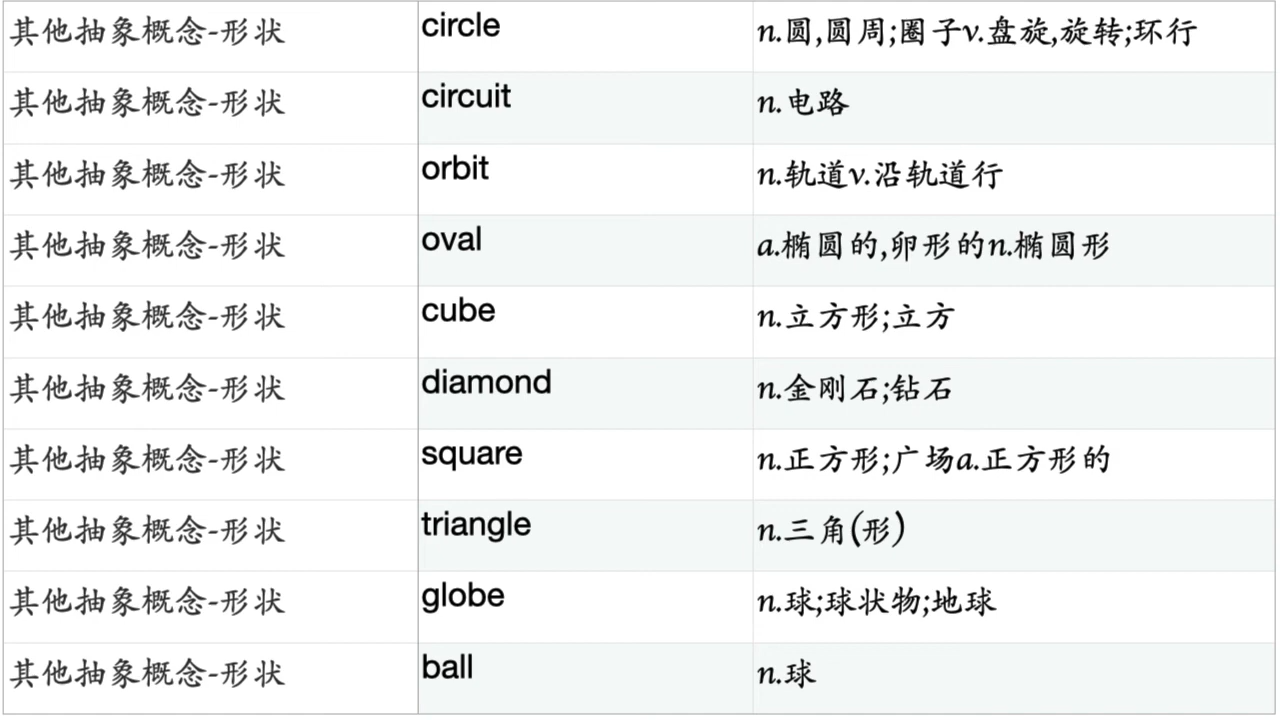 其他抽象概念-形状 circle n.圆,圆周;圈子v.盘旋,旋转;环行
其他抽象概念-形状 circuit n.电路
其他抽象概念-形状 orbit n.轨道v.沿轨道行
其他抽象概念-形状 oval a.椭圆的,卵形的n.椭圆形
其他抽象概念-形状 cube n.立方形;立方
其他抽象概念-形状 diamond n.金刚石;钻石
其他抽象概念-形状 square n.正方形;广场a.正方形的
其他抽象概念-形状 triangle n.三角(形)
其他抽象概念-形状 globe n.球;球状物;地球
其他抽象概念-形状 ball n.球